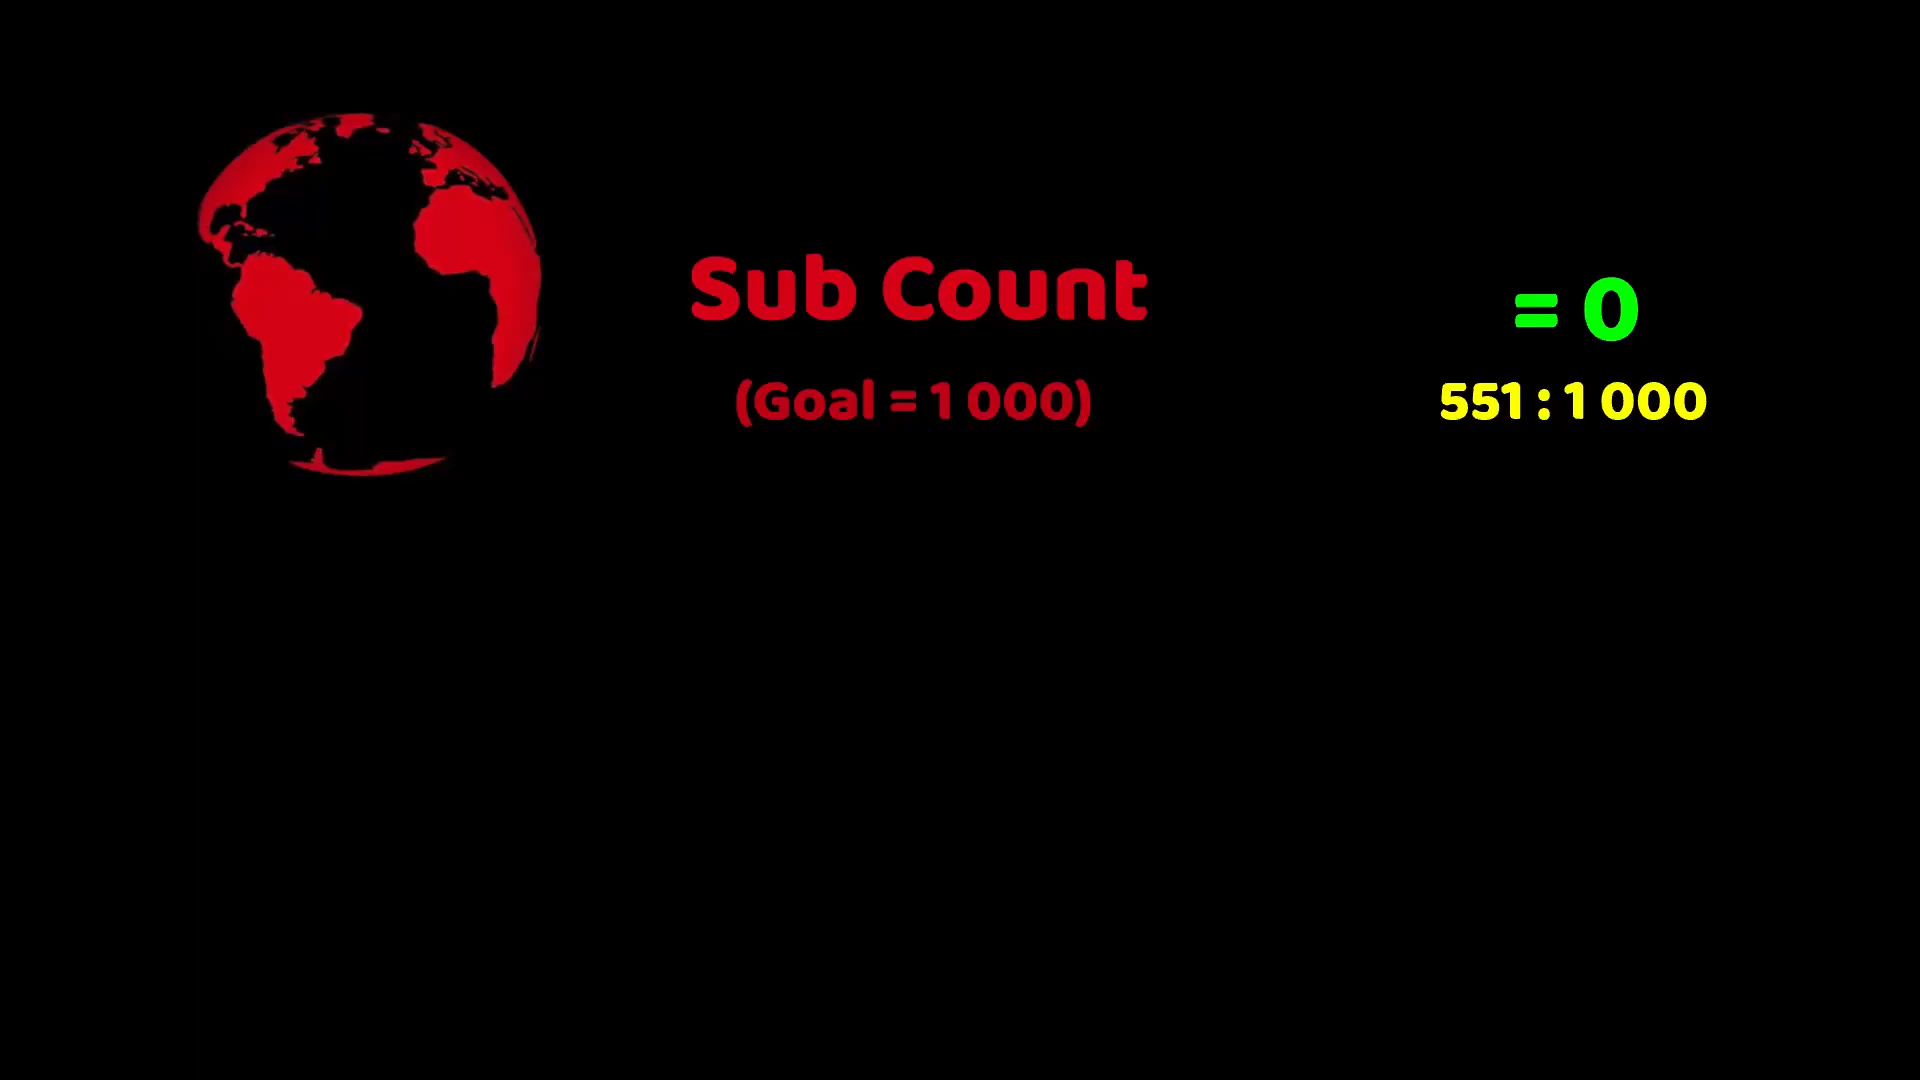 Sub Count
= 0
(Goal = 1 000)
551 : 1 000